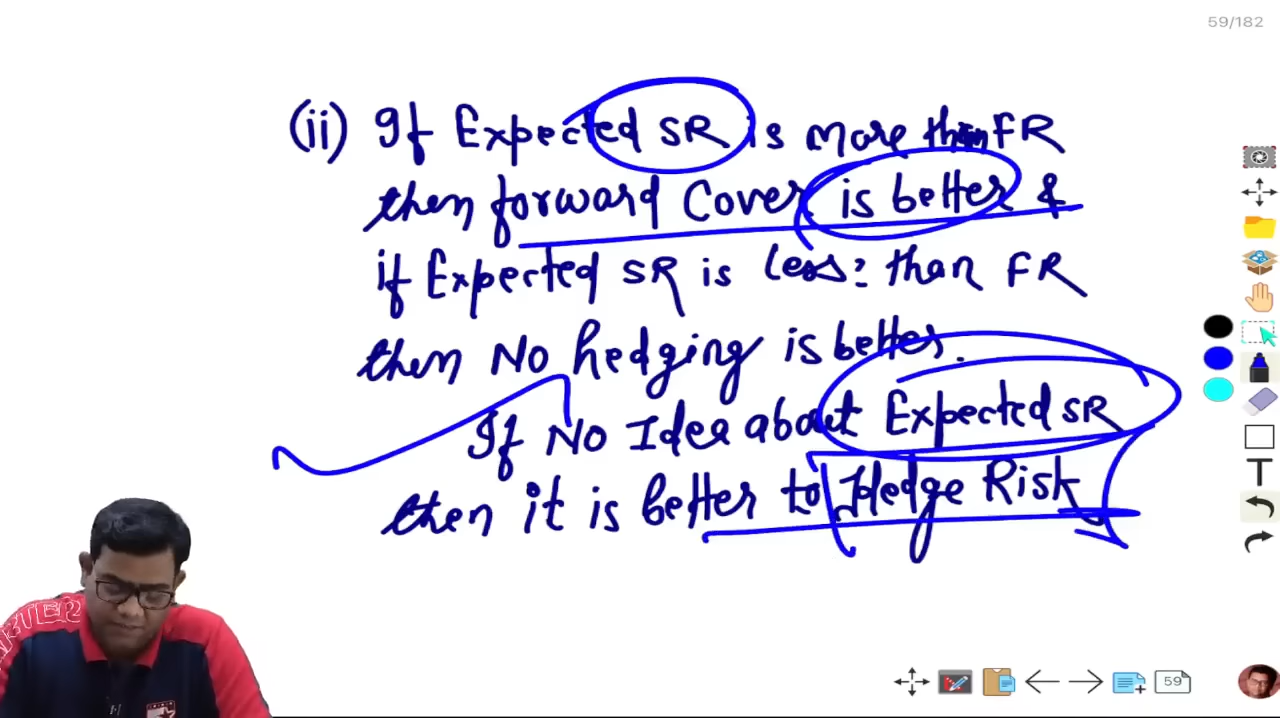 59/182
(ii) If Expected SR is more than FR
then forward Cover is better &
if Expected SR is less than FR
then No hedging is better.
If No Idea about Expected SR
then it is better to Hedge Risk
59